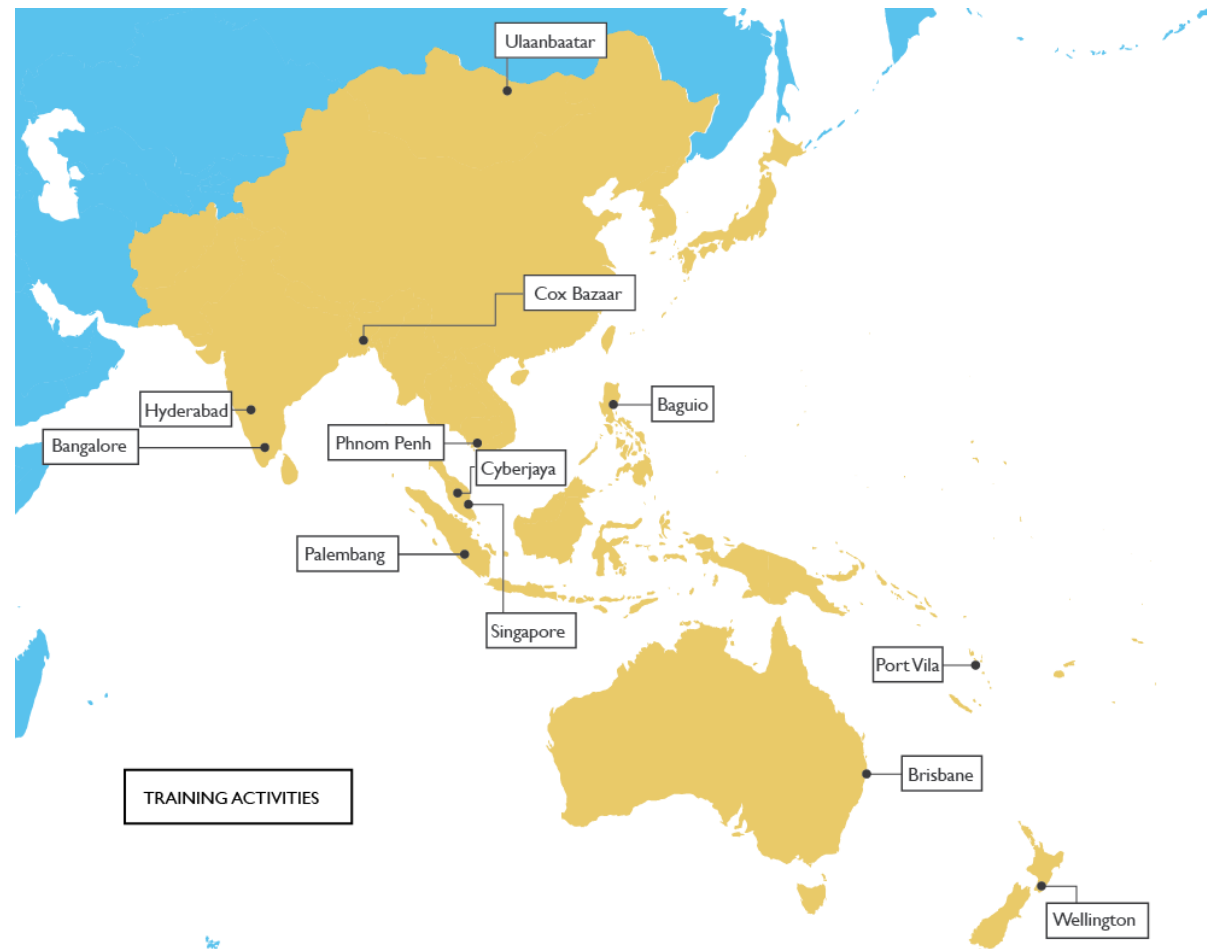 Ulaanbaatar
Cox Bazaar
Hyderabad
Baguio
Bangalore
Phnom Penh
Cyberjaya
Palembang
Singapore
Port Vila
Brisbane
TRAINING ACTIVITIES
Wellington